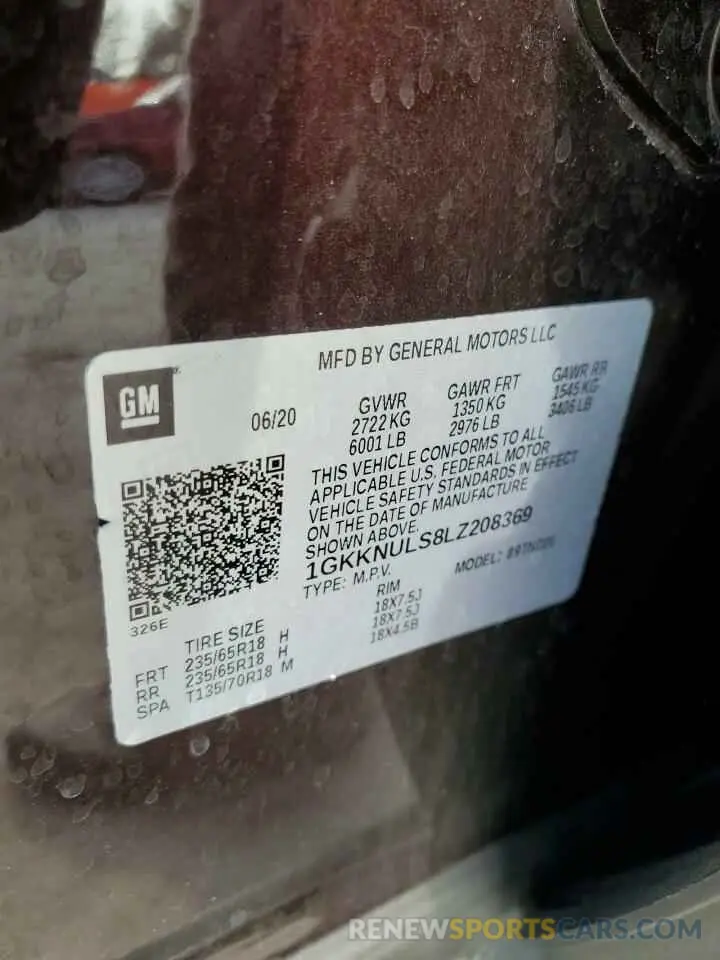 MFD BY GENERAL MOTORS LLC
GM
06/20
GVWR
2722 KG
6001 LB
GAWR FRT
1350 KG
2976 LB
GAWR RR
1545 KG
3406 LB
THIS VEHICLE CONFORMS TO ALL
APPLICABLE U.S. FEDERAL MOTOR
VEHICLE SAFETY STANDARDS IN EFFECT
ON THE DATE OF MANUFACTURE
SHOWN ABOVE.
1GKKNULS8LZ208369
TYPE: M.P.V.
MODEL:
326E
TIRE SIZE
RIM
FRT 235/65R18 H 18X7.5J
RR 235/65R18 H 18X7.5J
SPA T135/70R18 M 18X4.5B
RENEWSPORTSCARS.COM